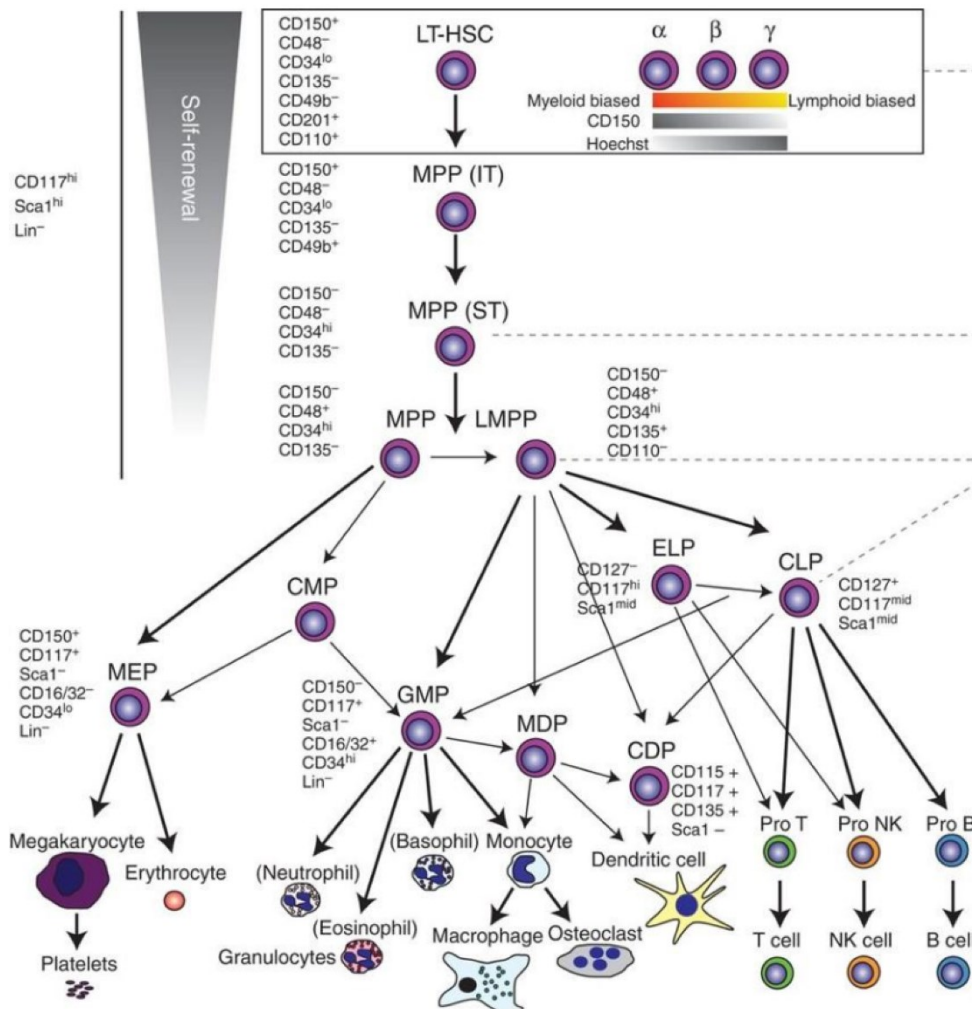 CD150+
CD48–
CD34lo
CD135–
CD49b–
CD201+
CD110+
LT-HSC
α β γ
Myeloid biased
Lymphoid biased
CD150
Hoechst
Self-renewal
CD117hi
Sca1hi
Lin–
CD150+
CD48–
CD34lo
CD135–
CD49b+
MPP (IT)
CD150–
CD48–
CD34hi
CD135–
MPP (ST)
CD150–
CD48+
CD34hi
CD135–
MPP
LMPP
CD150–
CD48+
CD34hi
CD135+
CD110–
ELP
CD127–
CD117hi
Sca1mid
CLP
CD127+
CD117mid
Sca1mid
CMP
CD150+
CD117+
Sca1–
CD16/32–
CD34lo
Lin–
MEP
CD150–
CD117+
Sca1–
CD16/32+
CD34hi
Lin–
GMP
MDP
CDP
CD115 +
CD117 +
CD135 +
Sca1 –
Megakaryocyte
Erythrocyte
Platelets
(Neutrophil)
(Eosinophil)
Granulocytes
(Basophil)
Monocyte
Macrophage
Osteoclast
Dendritic cell
Pro T
Pro NK
Pro B
T cell
NK cell
B cell